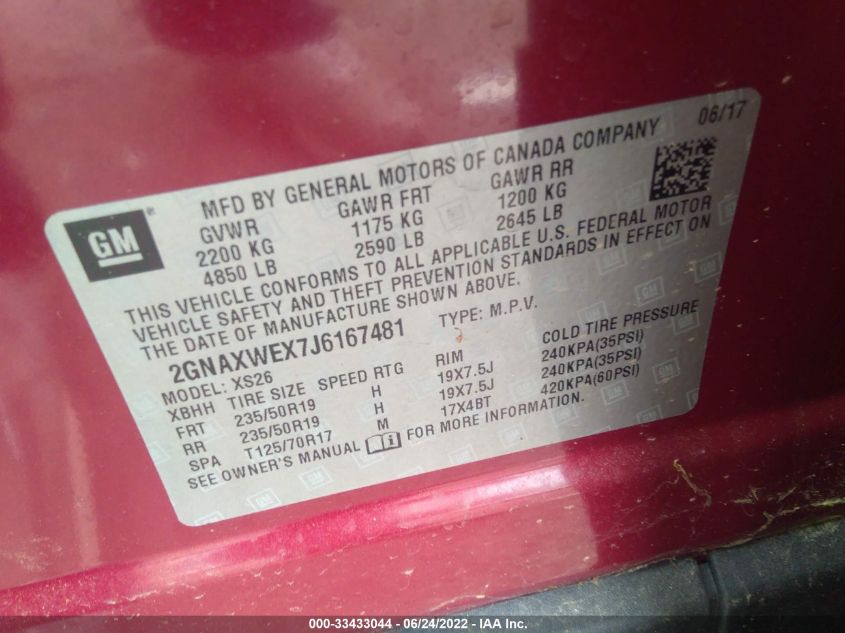 06/17
MFD BY GENERAL MOTORS OF CANADA COMPANY
GM ®
GVWR GAWR FRT GAWR RR
2200 KG 1175 KG 1200 KG
4850 LB 2590 LB 2645 LB
THIS VEHICLE CONFORMS TO ALL APPLICABLE U.S. FEDERAL MOTOR
VEHICLE SAFETY AND THEFT PREVENTION STANDARDS IN EFFECT ON
THE DATE OF MANUFACTURE SHOWN ABOVE.
2GNAXWEX7J6167481 TYPE: M.P.V.
MODEL: XS26
XBHH TIRE SIZE SPEED RTG RIM COLD TIRE PRESSURE
FRT 235/50R19 H 19X7.5J 240KPA(35PSI)
RR 235/50R19 H 19X7.5J 240KPA(35PSI)
SPA T125/70R17 M 17X4BT 420KPA(60PSI)
SEE OWNER'S MANUAL FOR MORE INFORMATION.
000-33433044 - 06/24/2022 - IAA Inc.